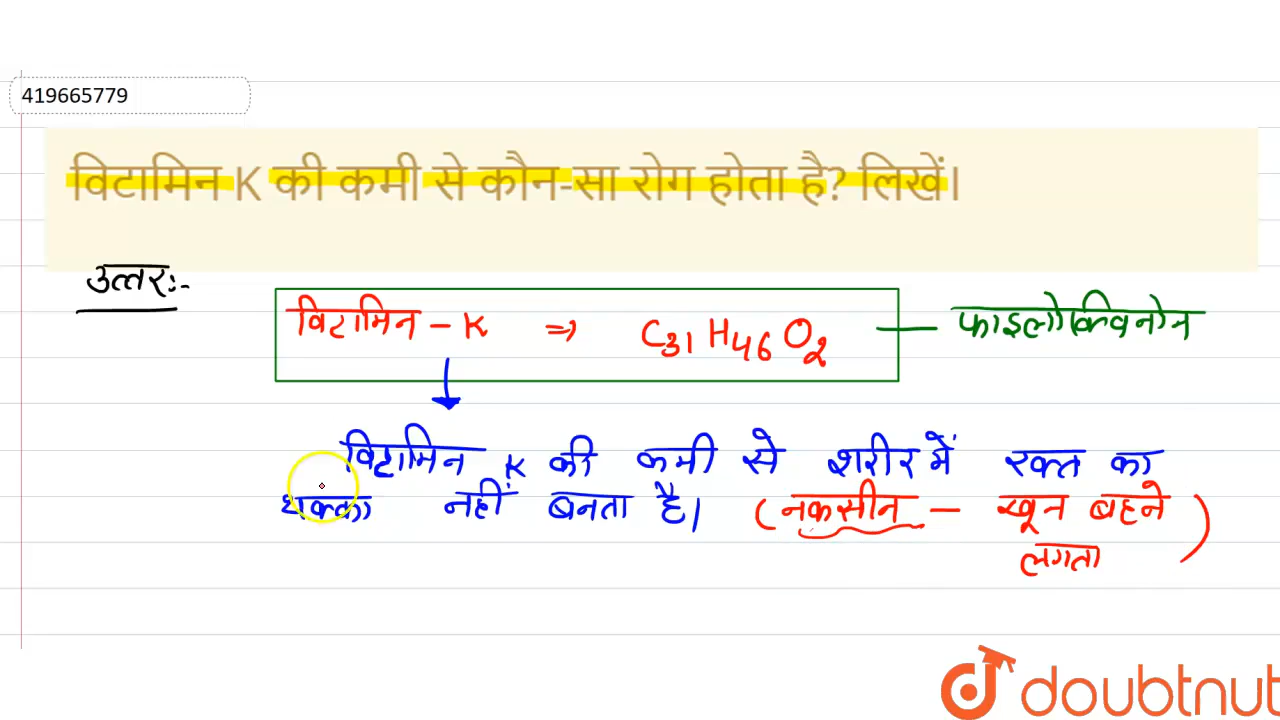 419665779
विटामिन K की कमी से कौन-सा रोग होता है? लिखें।
उत्तर:-
विटामिन - K ⇒ C31 H46 O2 — फाइलोक्विनोन
विटामिन K की कमी से शरीर में रक्त का
थक्का नहीं बनता है। (नकसीन - खून बहने
लगता)
doubtnut